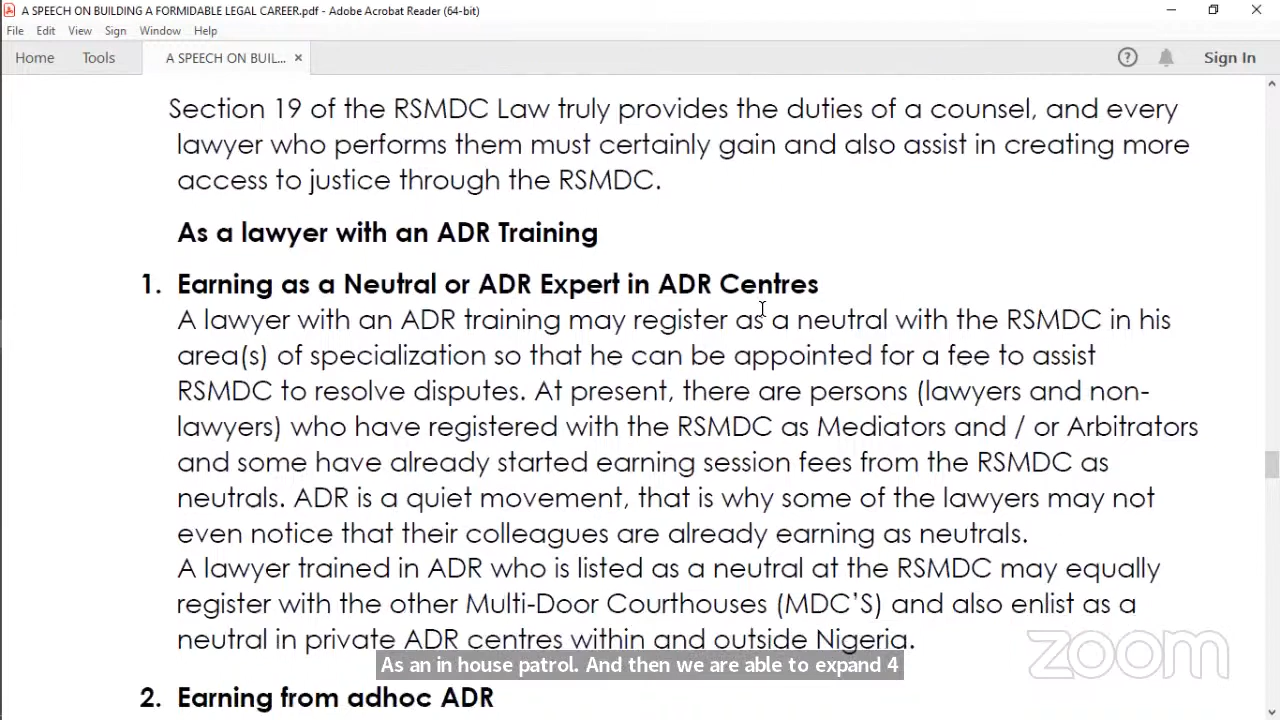 A SPEECH ON BUILDING A FORMIDABLE LEGAL CAREER.pdf - Adobe Acrobat Reader (64-bit)
File Edit View Sign Window Help
Home Tools A SPEECH ON BUIL... × Sign In
Section 19 of the RSMDC Law truly provides the duties of a counsel, and every
lawyer who performs them must certainly gain and also assist in creating more
access to justice through the RSMDC.
As a lawyer with an ADR Training
1. Earning as a Neutral or ADR Expert in ADR Centres
A lawyer with an ADR training may register as a neutral with the RSMDC in his
area(s) of specialization so that he can be appointed for a fee to assist
RSMDC to resolve disputes. At present, there are persons (lawyers and non-
lawyers) who have registered with the RSMDC as Mediators and / or Arbitrators
and some have already started earning session fees from the RSMDC as
neutrals. ADR is a quiet movement, that is why some of the lawyers may not
even notice that their colleagues are already earning as neutrals.
A lawyer trained in ADR who is listed as a neutral at the RSMDC may equally
register with the other Multi-Door Courthouses (MDC'S) and also enlist as a
neutral in private ADR centres within and outside Nigeria.
zoom
As an in house patrol. And then we are able to expand 4
2. Earning from adhoc ADR